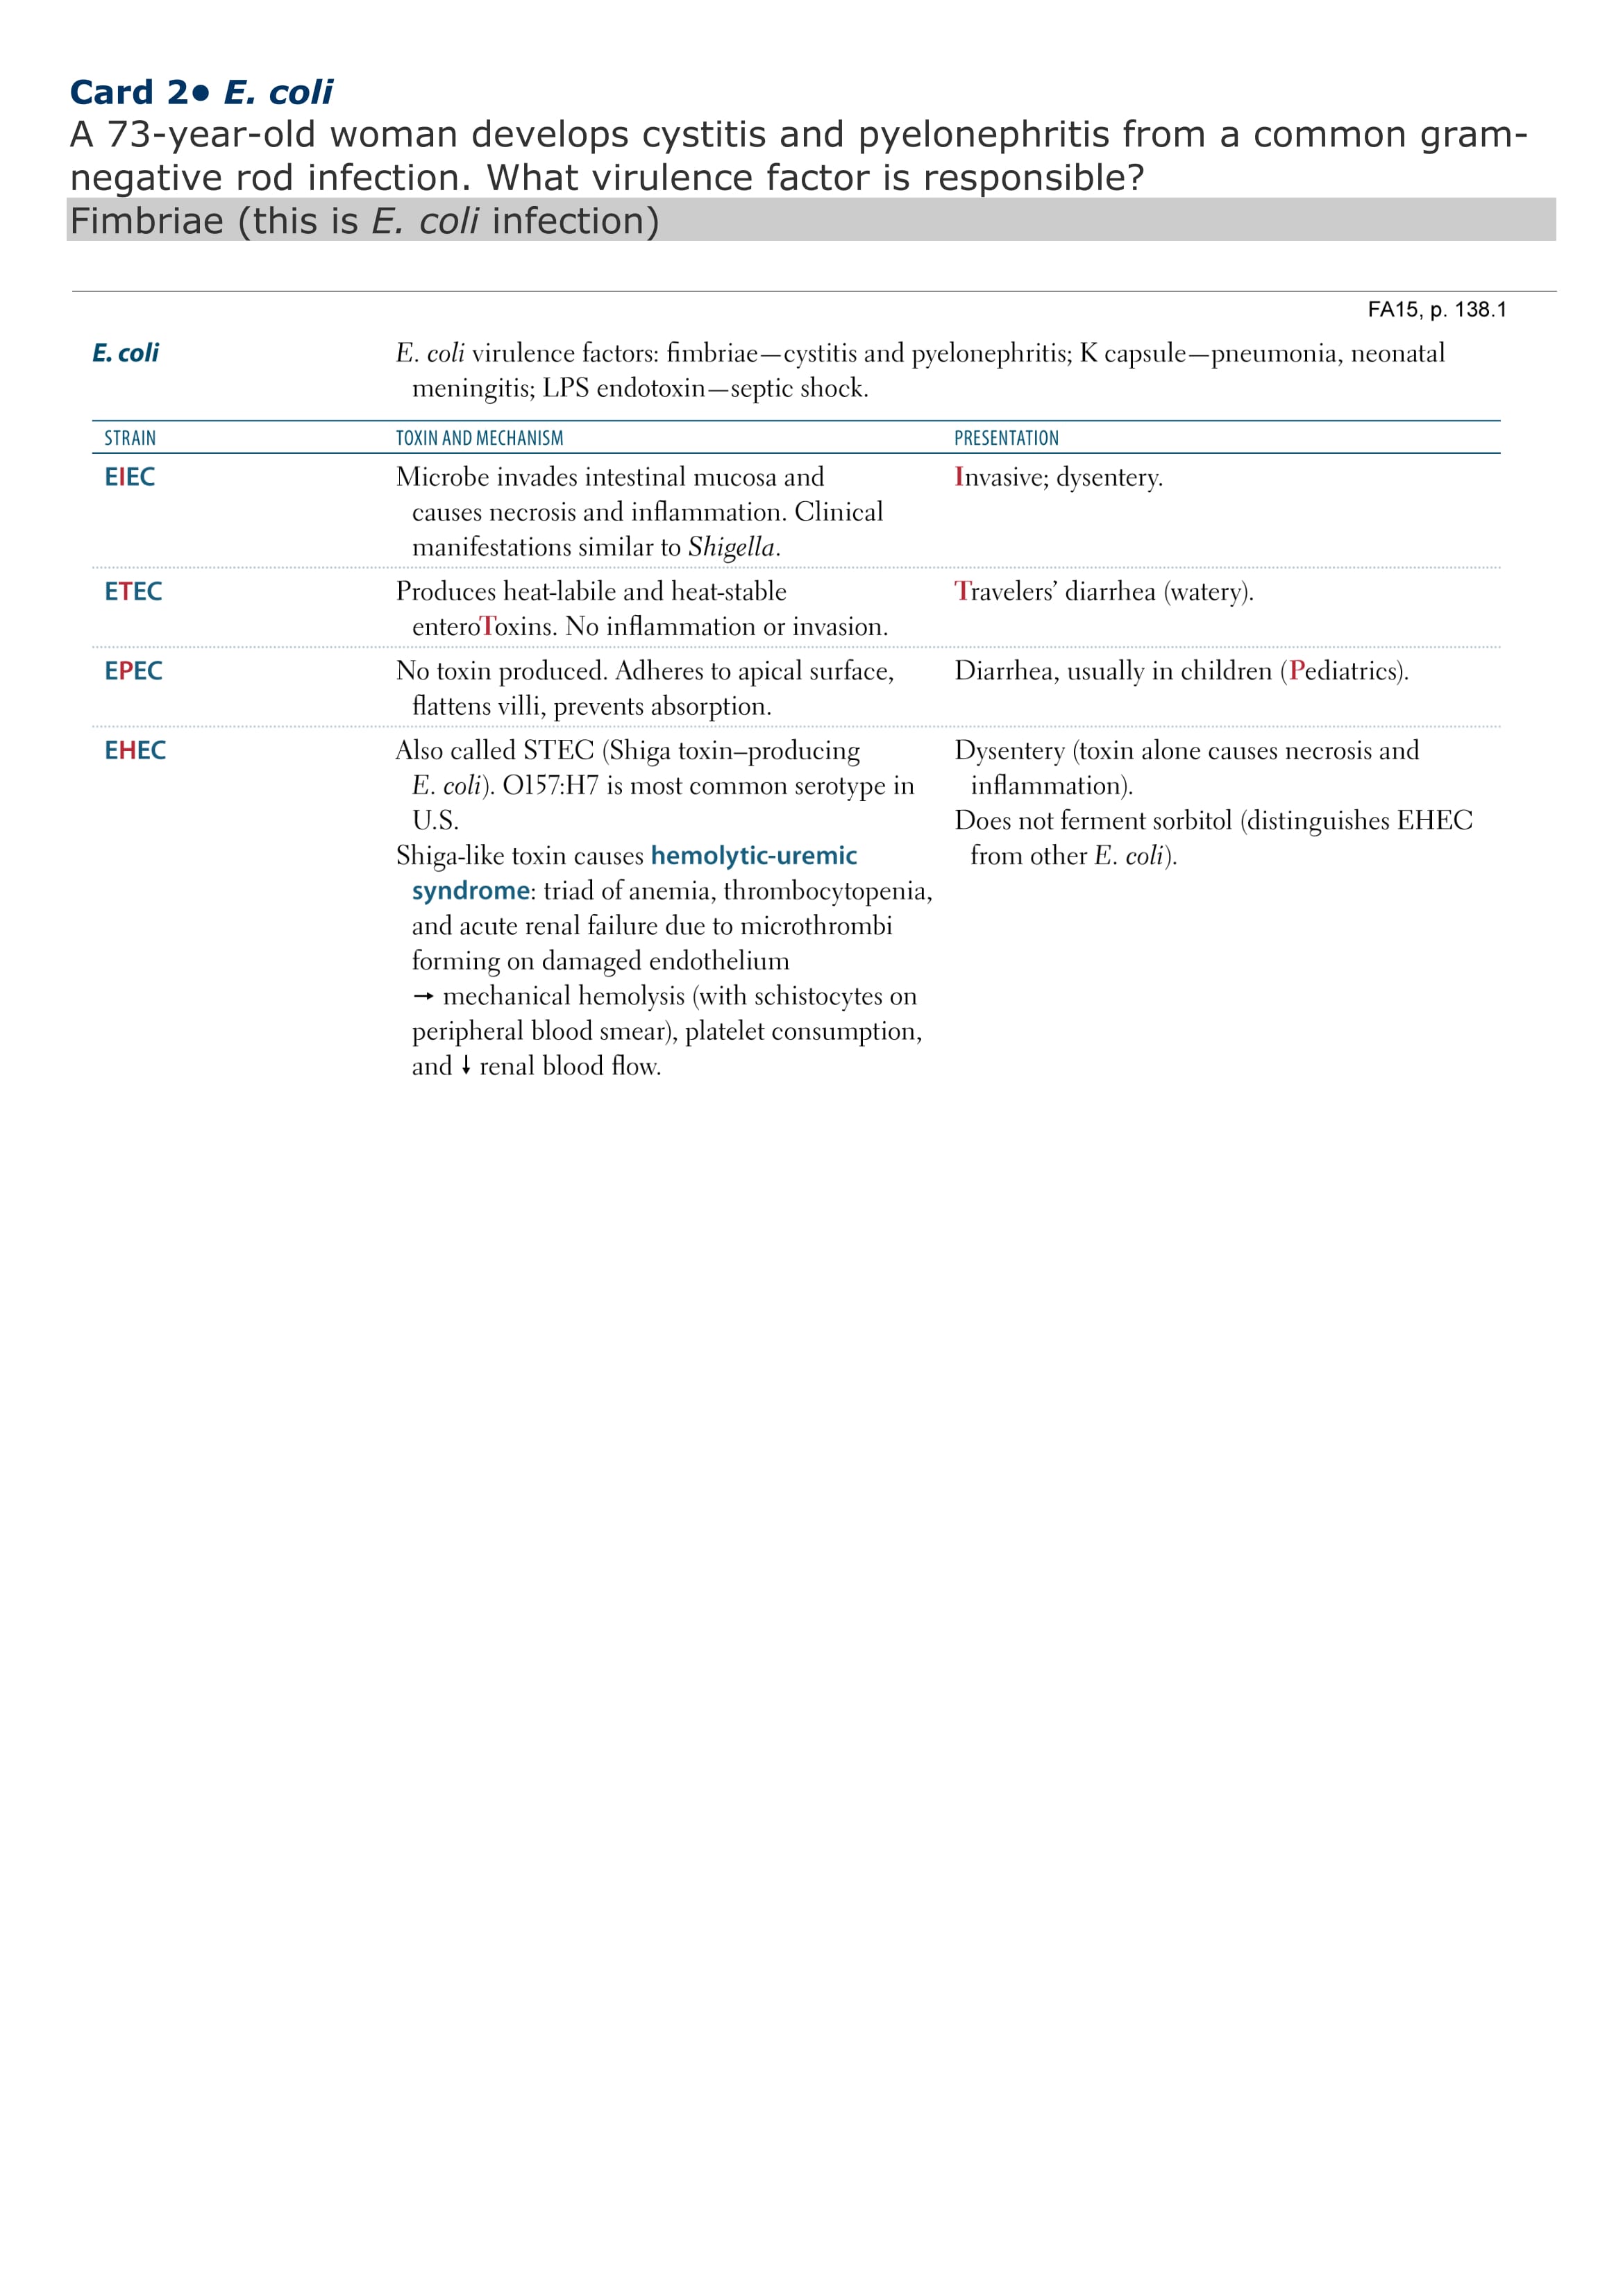 Card 2• E. coli
A 73-year-old woman develops cystitis and pyelonephritis from a common gram-
negative rod infection. What virulence factor is responsible?
Fimbriae (this is E. coli infection)
FA15, p. 138.1
E. coli
E. coli virulence factors: fimbriae—cystitis and pyelonephritis; K capsule—pneumonia, neonatal
meningitis; LPS endotoxin—septic shock.
STRAIN TOXIN AND MECHANISM PRESENTATION
EIEC
Microbe invades intestinal mucosa and
causes necrosis and inflammation. Clinical
manifestations similar to Shigella.
Invasive; dysentery.
ETEC
Produces heat-labile and heat-stable
enteroToxins. No inflammation or invasion.
Travelers’ diarrhea (watery).
EPEC
No toxin produced. Adheres to apical surface,
flattens villi, prevents absorption.
Diarrhea, usually in children (Pediatrics).
EHEC
Also called STEC (Shiga toxin–producing
E. coli). O157:H7 is most common serotype in
U.S.
Shiga-like toxin causes hemolytic-uremic
syndrome: triad of anemia, thrombocytopenia,
and acute renal failure due to microthrombi
forming on damaged endothelium
→ mechanical hemolysis (with schistocytes on
peripheral blood smear), platelet consumption,
and ↓ renal blood flow.
Dysentery (toxin alone causes necrosis and
inflammation).
Does not ferment sorbitol (distinguishes EHEC
from other E. coli).